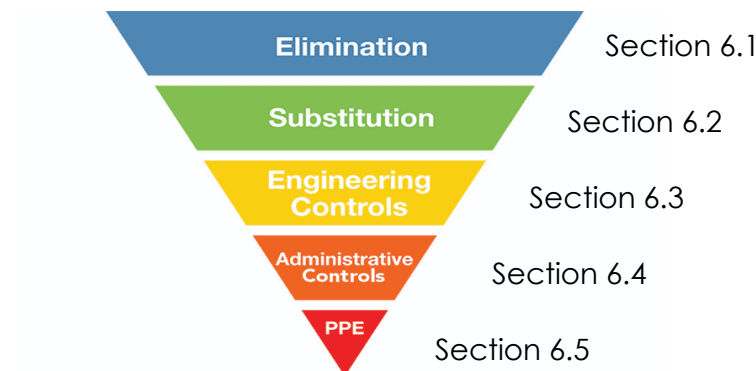 Elimination Section 6.1
Substitution Section 6.2
Engineering
Controls Section 6.3
Administrative
Controls Section 6.4
PPE Section 6.5